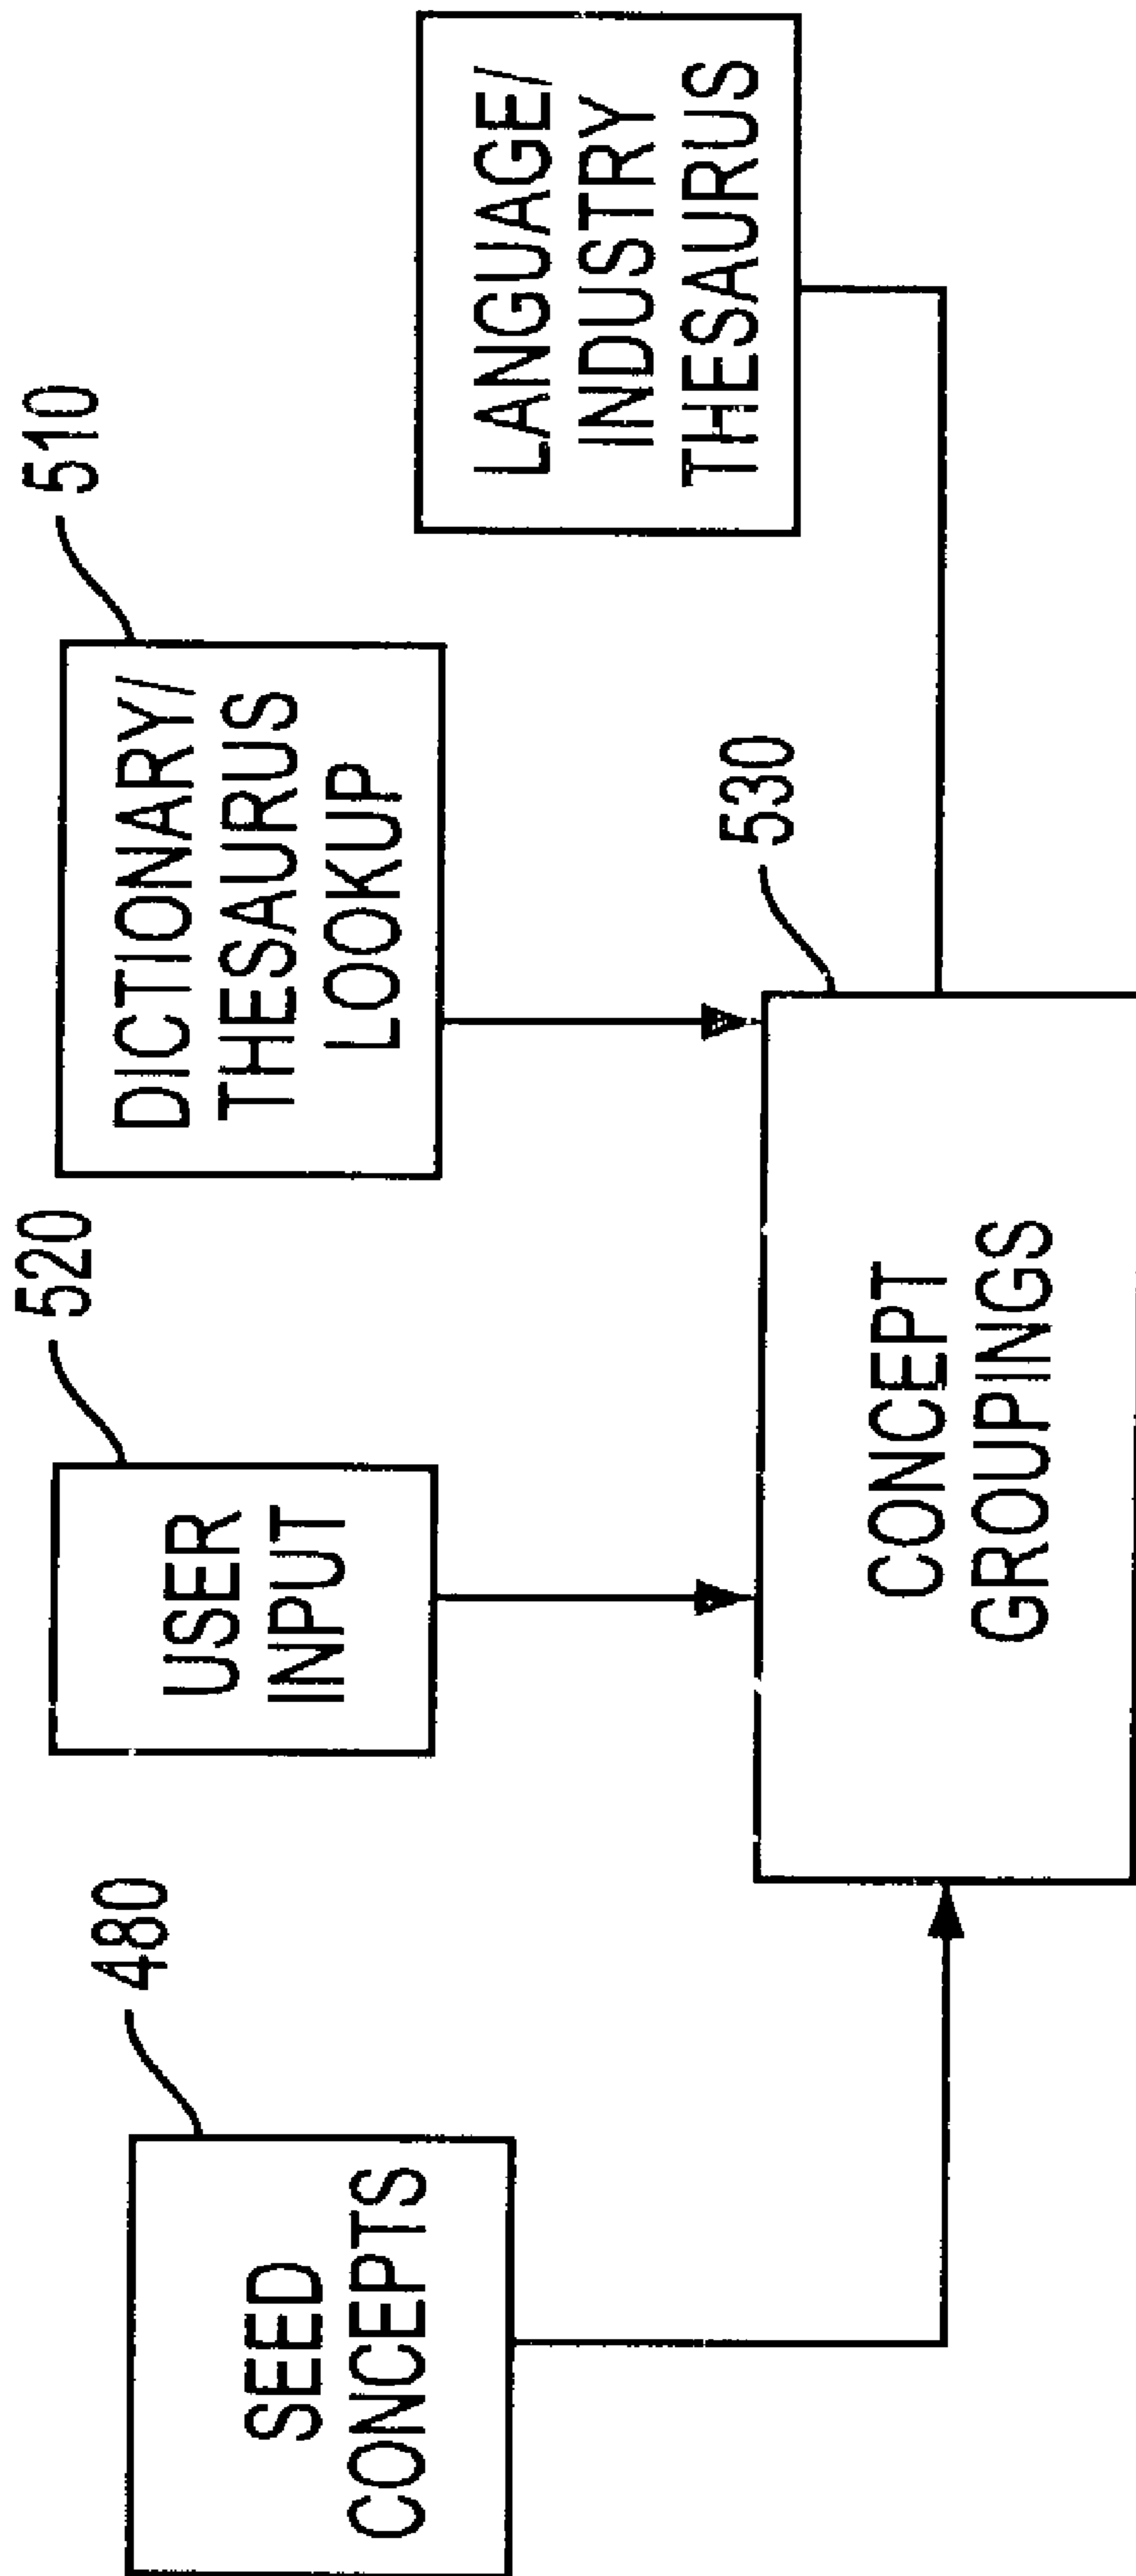 480
SEED
CONCEPTS
520
USER
INPUT
510
DICTIONARY/
THESAURUS
LOOKUP
LANGUAGE/
INDUSTRY
THESAURUS
530
CONCEPT
GROUPINGS